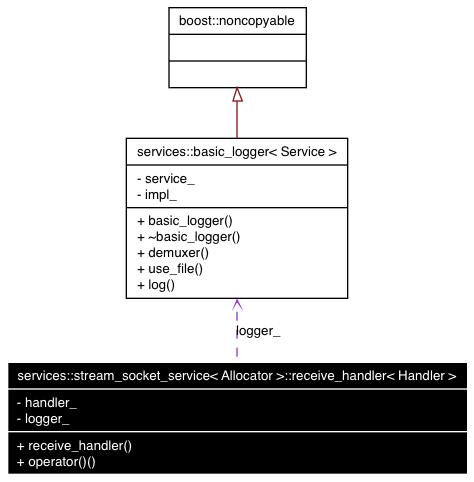 boost::noncopyable
services::basic_logger< Service >
- service_
- impl_
+ basic_logger()
+ ~basic_logger()
+ demuxer()
+ use_file()
+ log()
logger_
services::stream_socket_service< Allocator >::receive_handler< Handler >
- handler_
- logger_
+ receive_handler()
+ operator()()